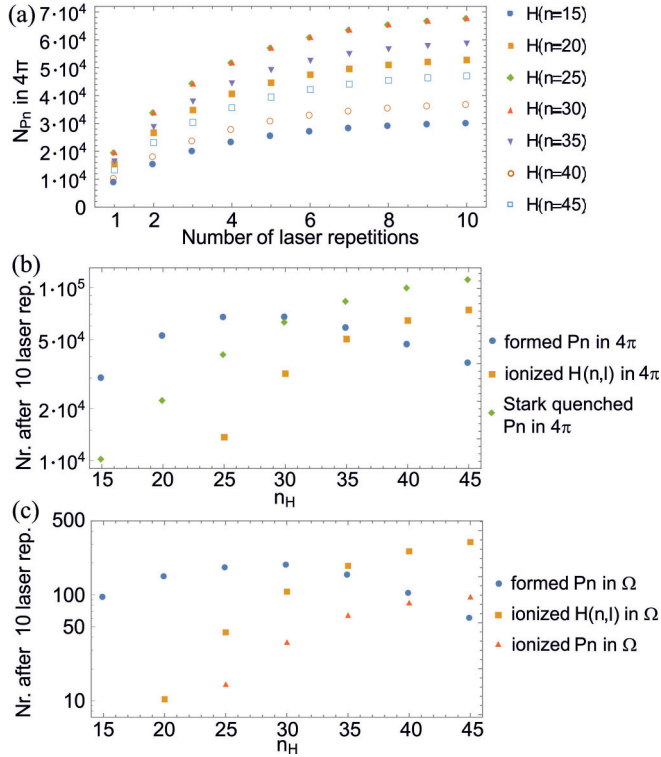 (a)
7·10⁴
6·10⁴
5·10⁴
4·10⁴
3·10⁴
2·10⁴
1·10⁴
0
N_Pn in 4π
1 2 4 6 8 10
Number of laser repetitions
H(n=15)
H(n=20)
H(n=25)
H(n=30)
H(n=35)
H(n=40)
H(n=45)
(b)
1·10⁵
5·10⁴
2·10⁴
1·10⁴
Nr. after 10 laser rep.
15 20 25 30 35 40 45
n_H
formed Pn in 4π
ionized H(n,l) in 4π
Stark quenched
Pn in 4π
(c)
500
100
50
10
Nr. after 10 laser rep.
15 20 25 30 35 40 45
n_H
formed Pn in Ω
ionized H(n,l) in Ω
ionized Pn in Ω